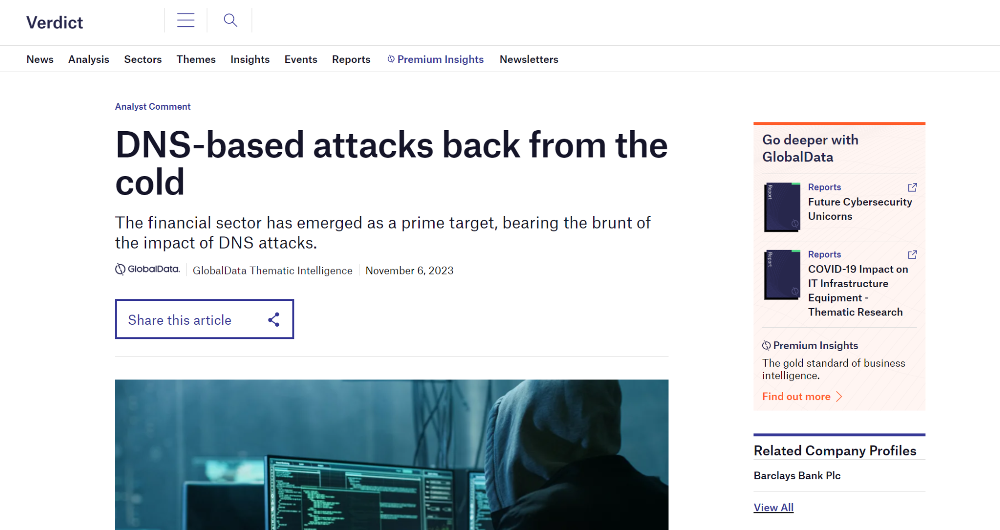 Verdict
News Analysis Sectors Themes Insights Events Reports Premium Insights Newsletters
Analyst Comment
DNS-based attacks back from the
cold
The financial sector has emerged as a prime target, bearing the brunt of
the impact of DNS attacks.
GlobalData. GlobalData Thematic Intelligence November 6, 2023
Share this article
Go deeper with
GlobalData
Report
Reports
Future Cybersecurity
Unicorns
Report
Reports
COVID-19 Impact on
IT Infrastructure
Equipment -
Thematic Research
Premium Insights
The gold standard of business
intelligence.
Find out more
Related Company Profiles
Barclays Bank Plc
View All